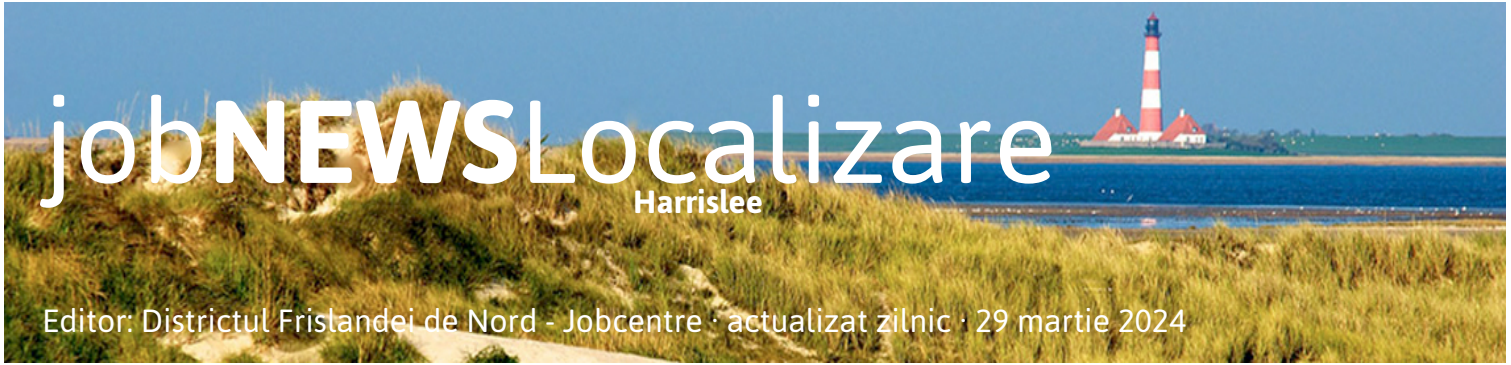 jobNEWSLocalizare
Harrislee
Editor: Districtul Frislandei de Nord - Jobcentre · actualizat zilnic · 29 martie 2024